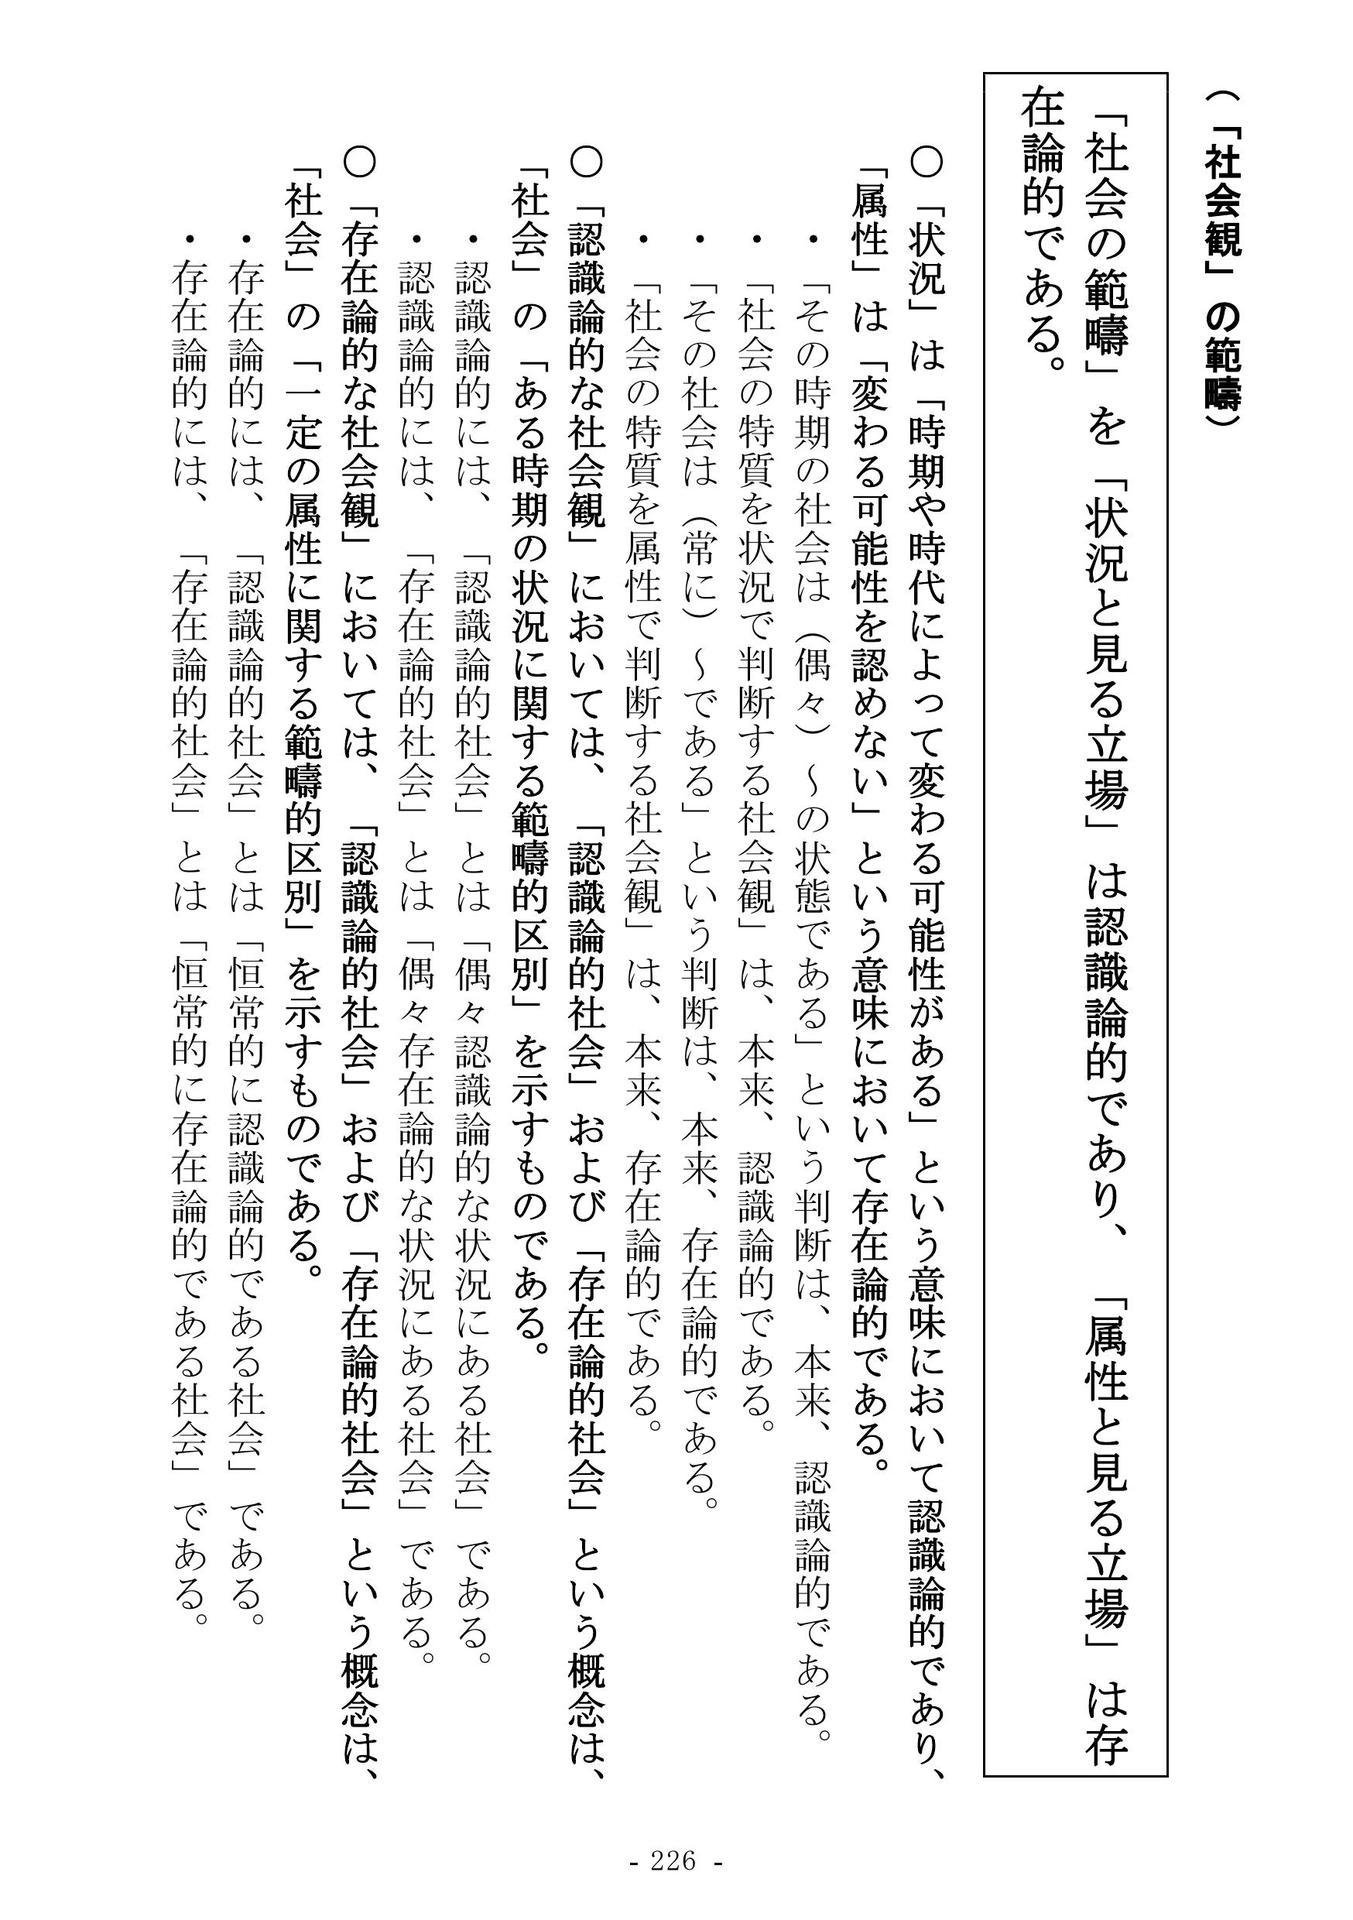 （「社会観」の範疇）
「社会の範疇」を「状況と見る立場」は認識論的であり、「属性と見る立場」は存
在論的である。
○「状況」は「時期や時代によって変わる可能性がある」という意味において認識論的であり、
「属性」は「変わる可能性を認めない」という意味において存在論的である。
・「その時期の社会は（偶々）～の状態である」という判断は、本来、認識論的である。
・「社会の特質を状況で判断する社会観」は、本来、認識論的である。
・「その社会は（常に）～である」という判断は、本来、存在論的である。
・「社会の特質を属性で判断する社会観」は、本来、存在論的である。
○「認識論的な社会観」においては、「認識論的社会」および「存在論的社会」という概念は、
「社会」の「ある時期の状況に関する範疇的区別」を示すものである。
・認識論的には、「認識論的社会」とは「偶々認識論的な状況にある社会」である。
・認識論的には、「存在論的社会」とは「偶々存在論的な状況にある社会」である。
○「存在論的な社会観」においては、「認識論的社会」および「存在論的社会」という概念は、
「社会」の「一定の属性に関する範疇的区別」を示すものである。
・存在論的には、「認識論的社会」とは「恒常的に認識論的である社会」である。
・存在論的には、「存在論的社会」とは「恒常的に存在論的である社会」である。
- 226 -